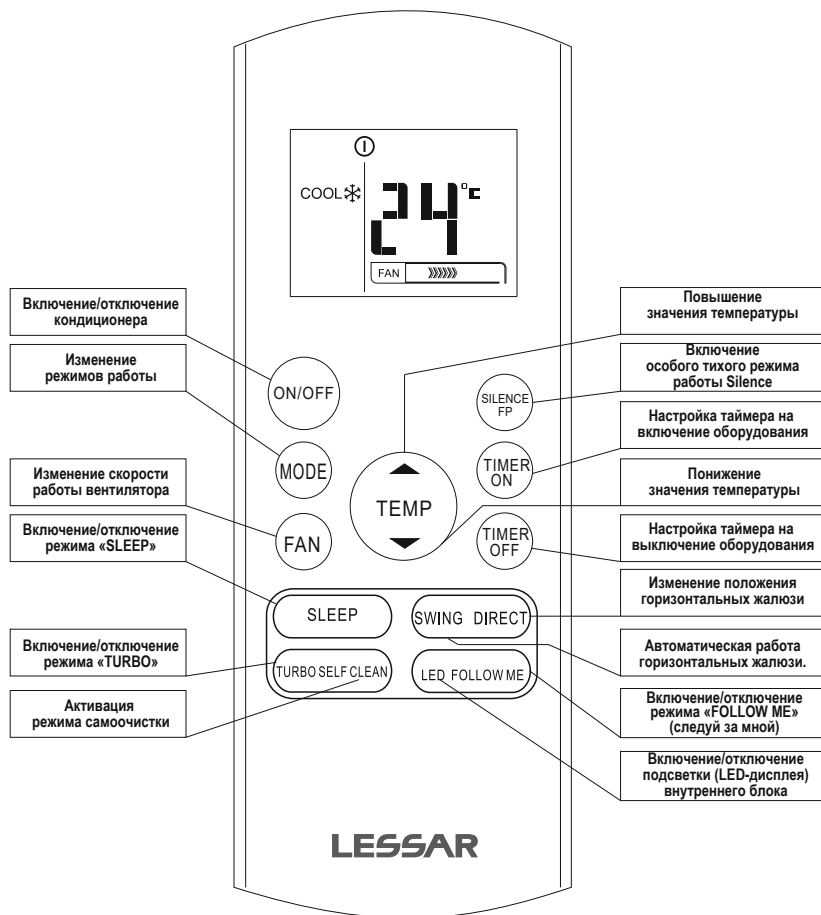 COOL
24°C
FAN
Включение/отключение
кондиционера
Изменение
режимов работы
Изменение скорости
работы вентилятора
Включение/отключение
режима «SLEEP»
Включение/отключение
режима «TURBO»
Активация
режима самоочистки
ON/OFF
MODE
FAN
TEMP
SILENCE
FP
TIMER
ON
TIMER
OFF
SLEEP
SWING DIRECT
TURBO SELF CLEAN
LED FOLLOW ME
Повышение
значения температуры
Включение
особого тихого режима
работы Silence
Настройка таймера на
включение оборудования
Понижение
значения температуры
Настройка таймера на
выключение оборудования
Изменение положения
горизонтальных жалюзи
Автоматическая работа
горизонтальных жалюзи.
Включение/отключение
режима «FOLLOW ME»
(следуй за мной)
Включение/отключение
подсветки (LED-дисплея)
внутреннего блока
LESSAR